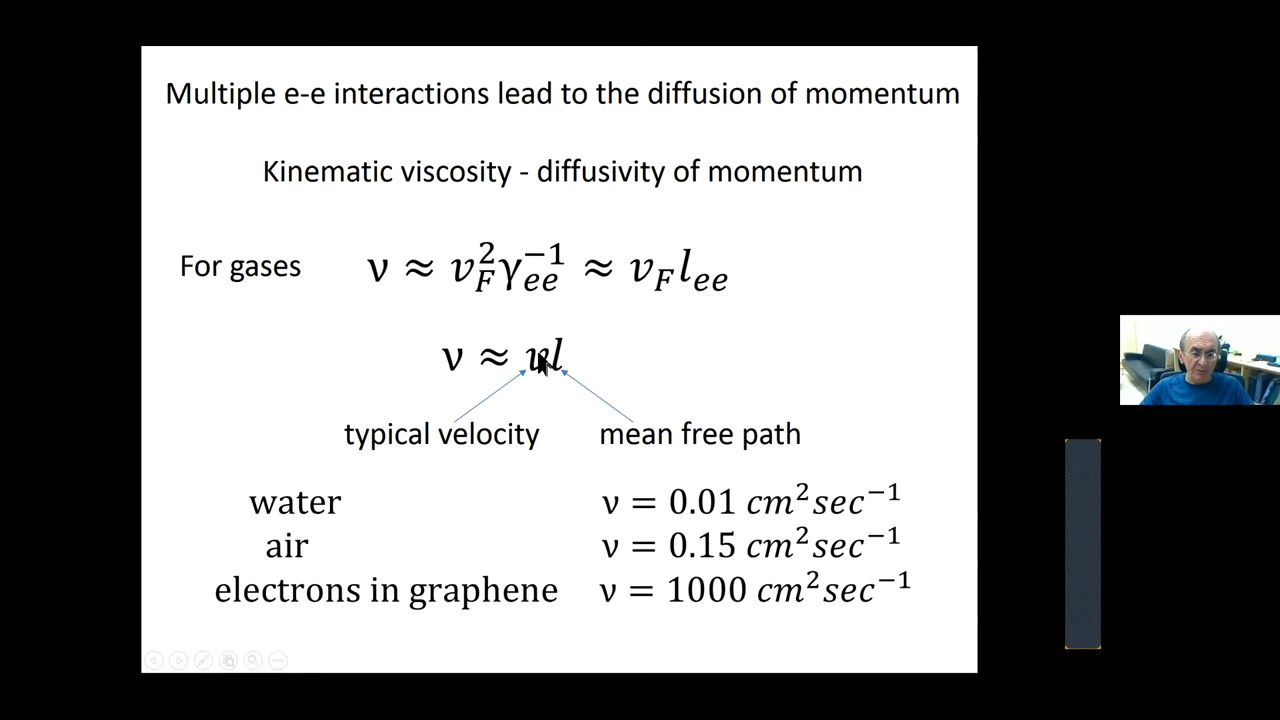 Multiple e-e interactions lead to the diffusion of momentum
Kinematic viscosity - diffusivity of momentum
For gases ν ≈ v_F^2 γ_ee^−1 ≈ v_F l_ee
ν ≈ vl
typical velocity mean free path
water ν = 0.01 cm^2 sec^−1
air ν = 0.15 cm^2 sec^−1
electrons in graphene ν = 1000 cm^2 sec^−1